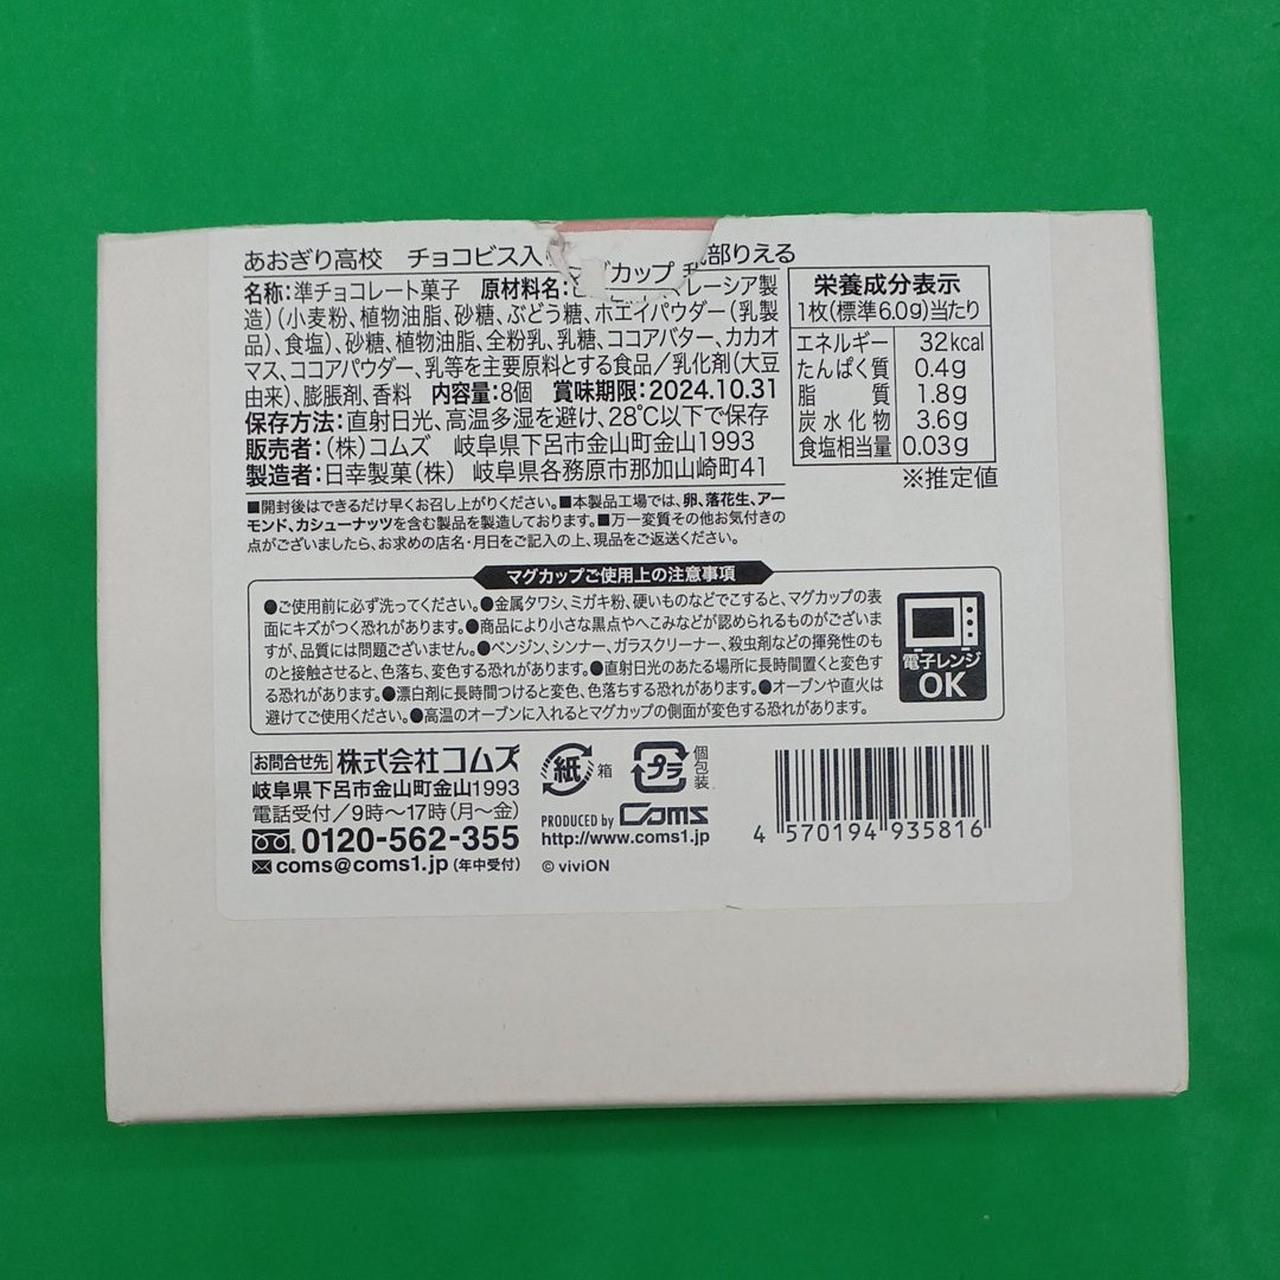 あおぎり高校 チョコビス入 グカップ 部りえる
名称:準チョコレート菓子 原材料名: レーシア製
造)(小麦粉、植物油脂、砂糖、ぶどう糖、ホエイパウダー(乳製
品)、食塩)、砂糖、植物油脂、全粉乳、乳糖、ココアバター、カカオ
マス、ココアパウダー、乳等を主要原料とする食品/乳化剤(大豆
由来)、膨脹剤、香料 内容量:8個 賞味期限:2024.10.31
保存方法:直射日光、高温多湿を避け、28℃以下で保存
販売者:(株)コムズ 岐阜県下呂市金山町金山1993
製造者:日幸製菓(株) 岐阜県各務原市那加山崎町41
栄養成分表示
1枚(標準6.0g)当たり
エネルギー 32kcal
たんぱく質 0.4g
脂質 1.8g
炭水化物 3.6g
食塩相当量 0.03g
※推定値
■開封後はできるだけ早くお召し上がりください。■本製品工場では、卵、落花生、アー
モンド、カシューナッツを含む製品を製造しております。■万一変質その他お気付きの
点がございましたら、お求めの店名・月日をご記入の上、現品をご返送ください。
マグカップご使用上の注意事項
●ご使用前に必ず洗ってください。●金属タワシ、ミガキ粉、硬いものなどでこすると、マグカップの表
面にキズがつく恐れがあります。●商品により小さな黒点やへこみなどが認められるものがございま
すが、品質には問題ございません。●ベンジン、シンナー、ガラスクリーナー、殺虫剤などの揮発性のも
のと接触させると、色落ち、変色する恐れがあります。●直射日光のあたる場所に長時間置くと変色す
る恐れがあります。●漂白剤に長時間つけると変色、色落ちする恐れがあります。●オーブンや直火は
避けてご使用ください。●高温のオーブンに入れるとマグカップの側面が変色する恐れがあります。
電子レンジ
OK
お問合せ先 株式会社コムズ
岐阜県下呂市金山町金山1993
電話受付/9時〜17時(月〜金)
0120-562-355
coms@coms1.jp(年中受付)
紙 箱
プラ 個包装
PRODUCED by Coms
http://www.coms1.jp
© viviON
4 570194 935816